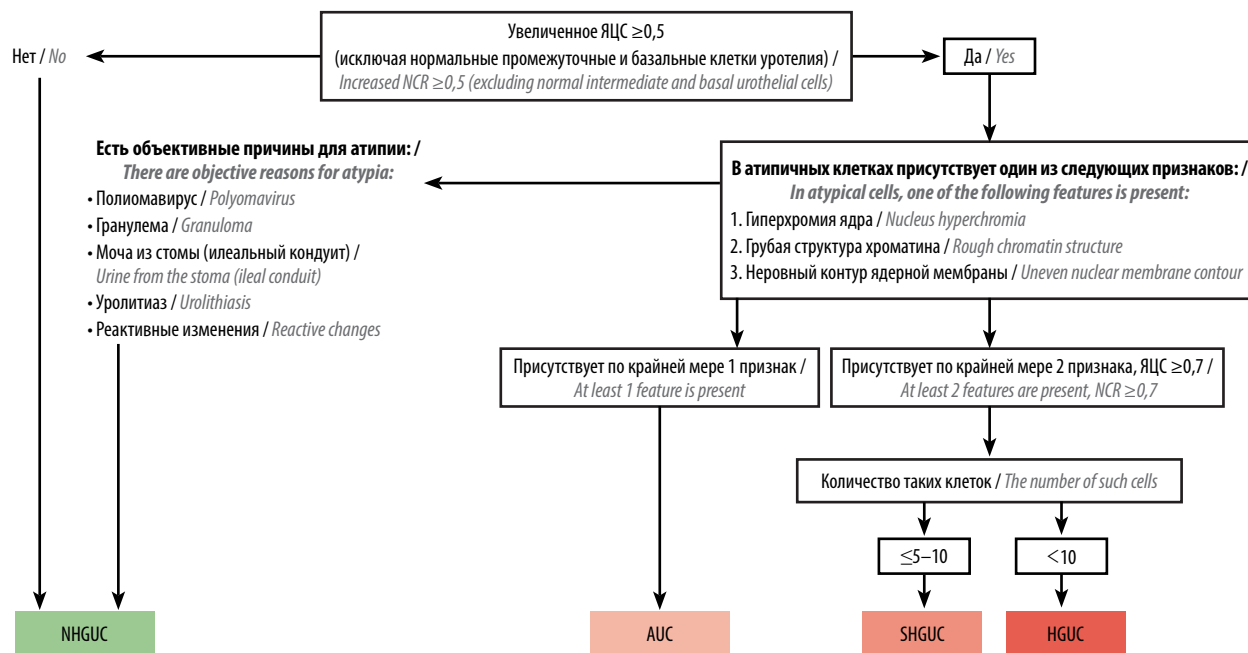 Увеличенное ЯЦС ≥0,5
(исключая нормальные промежуточные и базальные клетки уротелия) /
Increased NCR ≥0,5 (excluding normal intermediate and basal urothelial cells)
Нет / No
Да / Yes
Есть объективные причины для атипии: /
There are objective reasons for atypia:
• Полиомавирус / Polyomavirus
• Гранулема / Granuloma
• Моча из стомы (илеальный кондуит) /
Urine from the stoma (ileal conduit)
• Уролитиаз / Urolithiasis
• Реактивные изменения / Reactive changes
В атипичных клетках присутствует один из следующих признаков: /
In atypical cells, one of the following features is present:
1. Гиперхромия ядра / Nucleus hyperchromia
2. Грубая структура хроматина / Rough chromatin structure
3. Неровный контур ядерной мембраны / Uneven nuclear membrane contour
Присутствует по крайней мере 1 признак /
At least 1 feature is present
Присутствует по крайней мере 2 признака, ЯЦС ≥0,7 /
At least 2 features are present, NCR ≥0,7
Количество таких клеток / The number of such cells
≤5–10
<10
NHGUC
AUC
SHGUC
HGUC